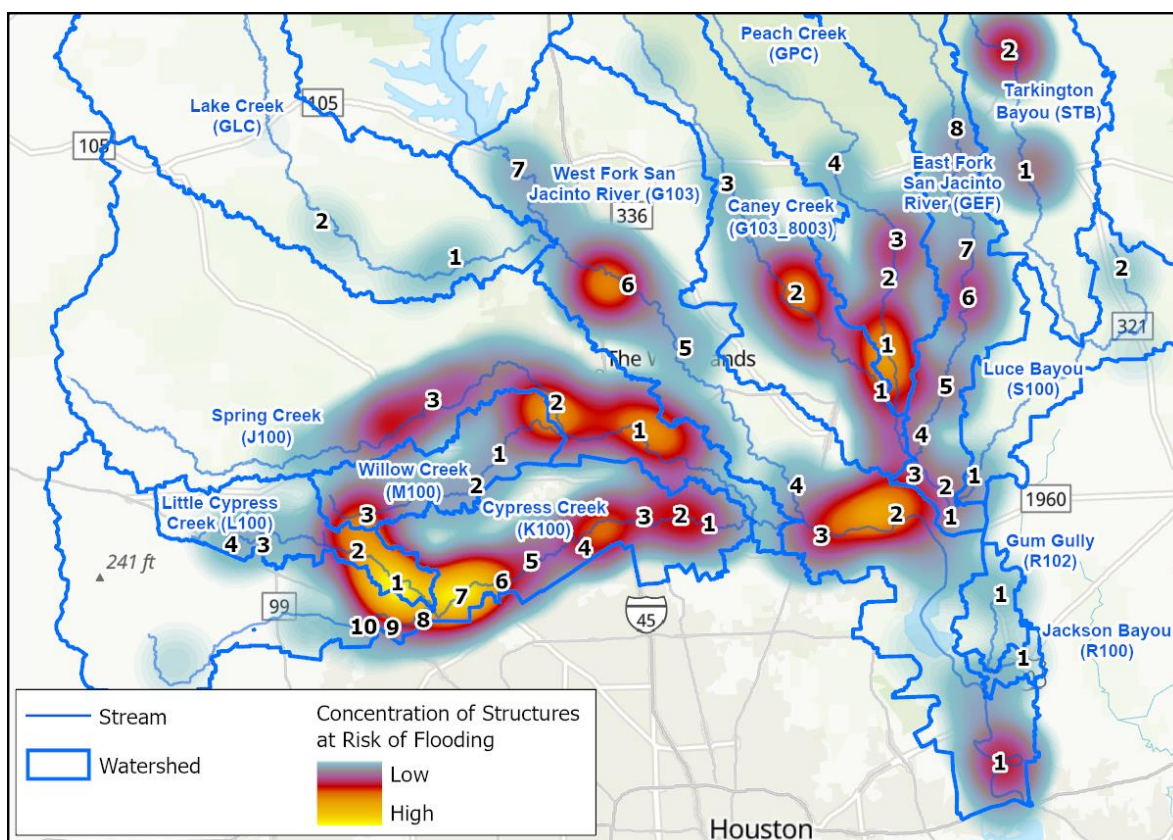 Peach Creek
(GPC)
2
Tarkington
Bayou (STB)
Lake Creek
(GLC)
105
105
8
7
West Fork San
Jacinto River (G103)
336
3
Caney Creek
(G103_8003)
4
East Fork
San Jacinto
River (GEF)
1
2
1
3
7
2
321
6
2
2
6
5
The W
ands
1
1
5
Luce Bayou
(S100)
Spring Creek
(J100)
3
2
1
4
1
2
Willow Creek
(M100)
Little Cypress
Creek (L100)
4
3
3
2
1
Cypress Creek
(K100)
3
2
1
4
5
6
7
8
9
10
4
3
2
3
2
1
1
1960
241 ft
99
45
Gum Gully
(R102)
1
Jackson Bayou
(R100)
1
1
Houston
Stream
Watershed
Concentration of Structures
at Risk of Flooding
Low
High